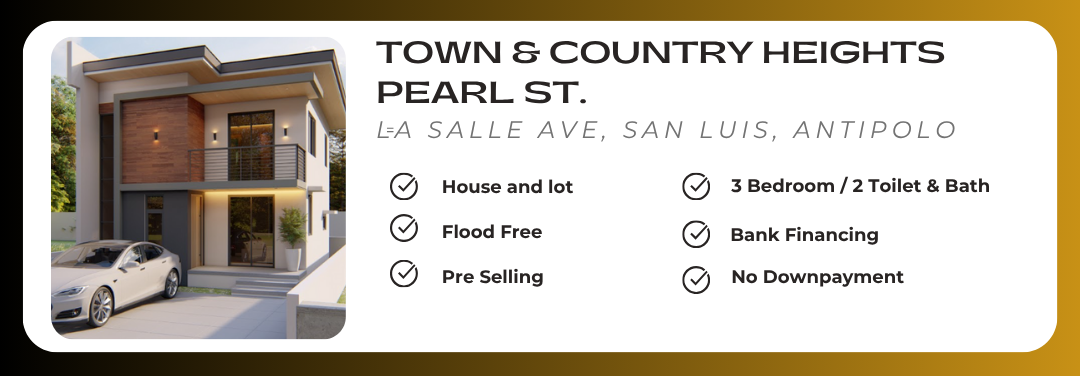 TOWN & COUNTRY HEIGHTS
PEARL ST.
LA SALLE AVE, SAN LUIS, ANTIPOLO
House and lot
3 Bedroom / 2 Toilet & Bath
Flood Free
Bank Financing
Pre Selling
No Downpayment